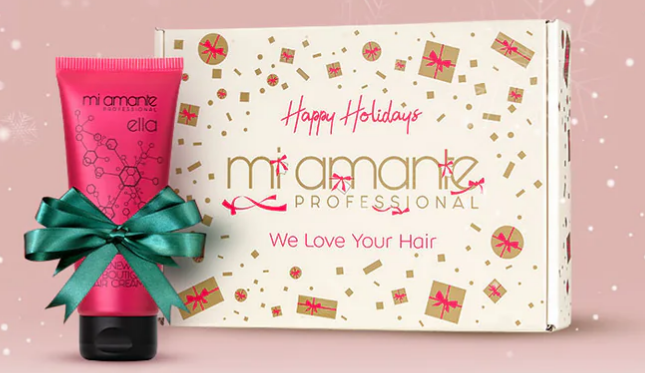 mi amante
PROFESSIONAL
ella
Happy Holidays
mi amante
PROFESSIONAL
We Love Your Hair